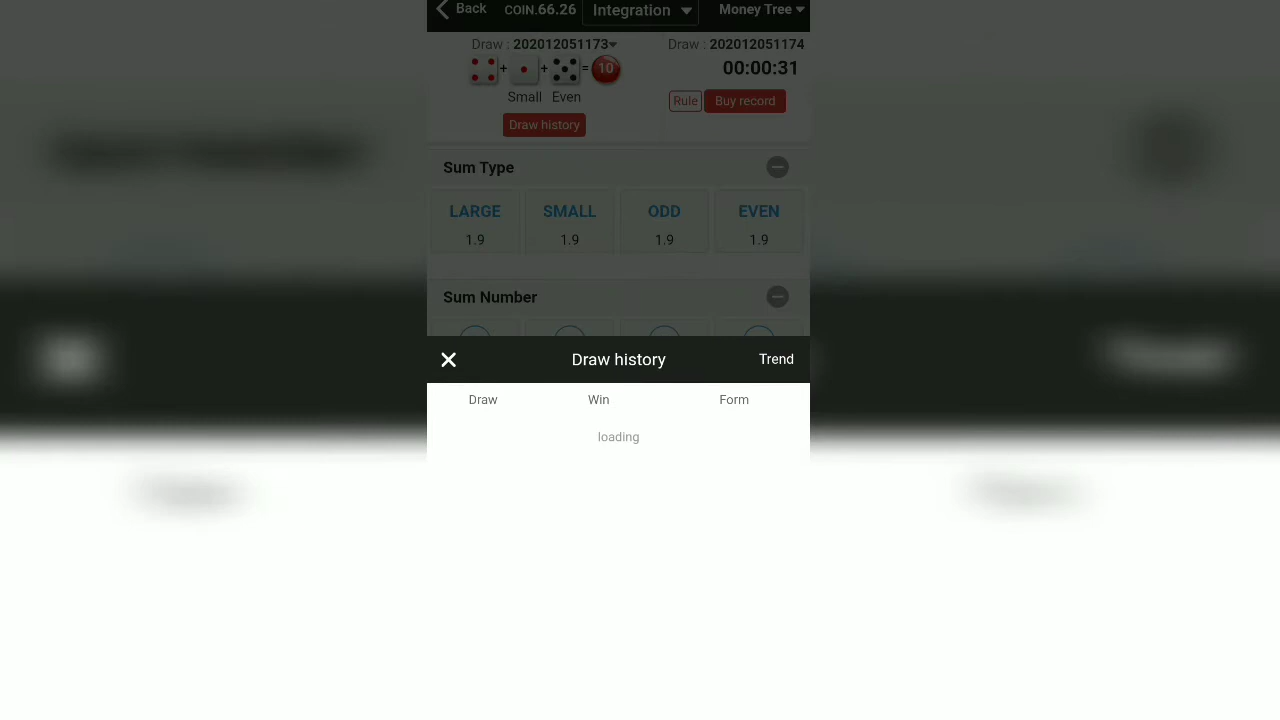 Back COIN.66.26 Integration Money Tree
Draw : 202012051173
Draw : 202012051174
+ + = 10
00:00:31
Small Even
Rule Buy record
Draw history
Sum Type
LARGE SMALL ODD EVEN
1.9 1.9 1.9 1.9
Sum Number
Draw history Trend
Draw Win Form
loading